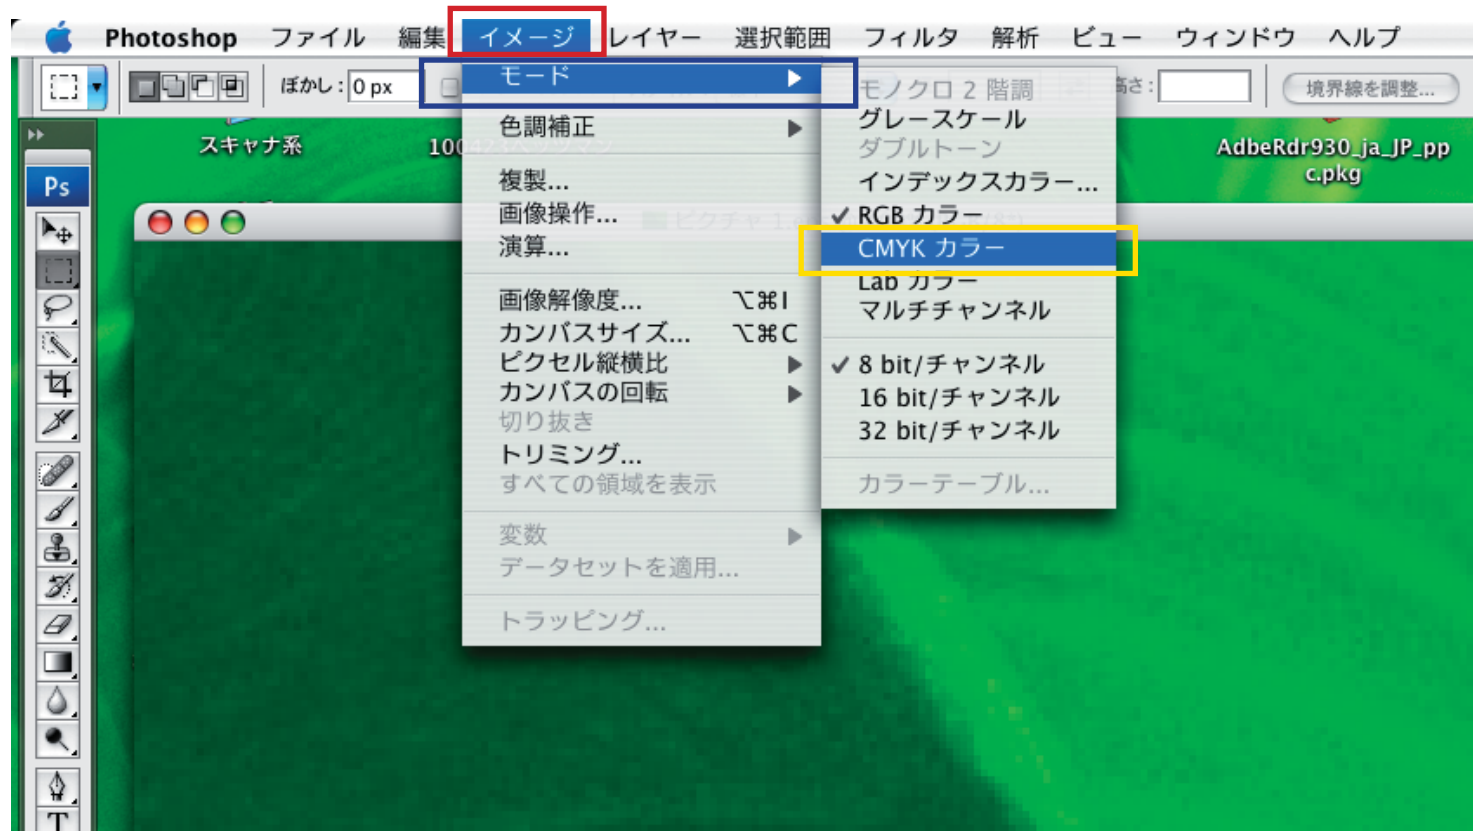 Photoshop ファイル 編集 イメージ レイヤー 選択範囲 フィルタ 解析 ビュー ウィンドウ ヘルプ
ぼかし : 0 px
高さ :
境界線を調整...
スキャナ系
AdbeRdr930_ja_JP_pp
c.pkg
Ps
T
モード
色調補正
複製...
画像操作...
演算...
画像解像度... ⌥⌘I
カンバスサイズ... ⌥⌘C
ピクセル縦横比
カンバスの回転
切り抜き
トリミング...
すべての領域を表示
変数
データセットを適用...
トラッピング...
モノクロ 2 階調
グレースケール
ダブルトーン
インデックスカラー...
✓ RGB カラー
CMYK カラー
Lab カラー
マルチチャンネル
✓ 8 bit/チャンネル
16 bit/チャンネル
32 bit/チャンネル
カラーテーブル...